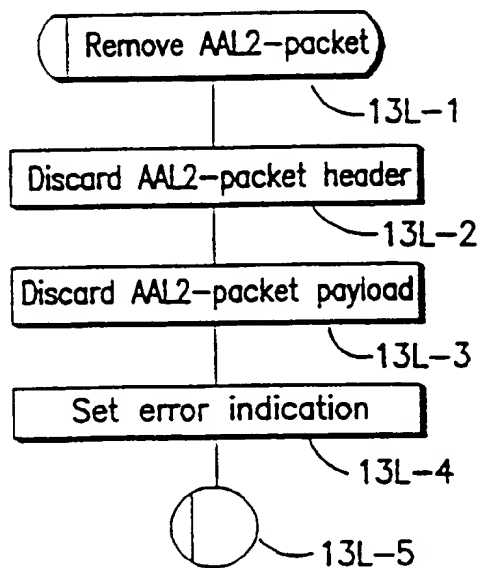 Remove AAL2-packet
13L-1
Discard AAL2-packet header
13L-2
Discard AAL2-packet payload
13L-3
Set error indication
13L-4
13L-5